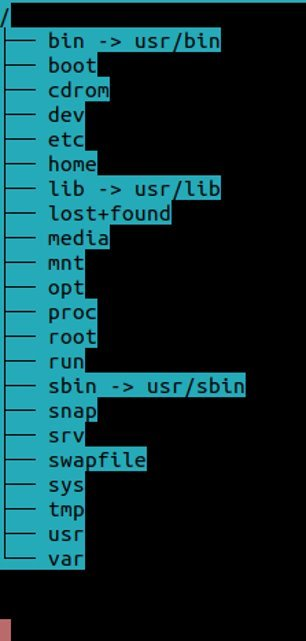 /
├── bin -> usr/bin
├── boot
├── cdrom
├── dev
├── etc
├── home
├── lib -> usr/lib
├── lost+found
├── media
├── mnt
├── opt
├── proc
├── root
├── run
├── sbin -> usr/sbin
├── snap
├── srv
├── swapfile
├── sys
├── tmp
├── usr
└── var